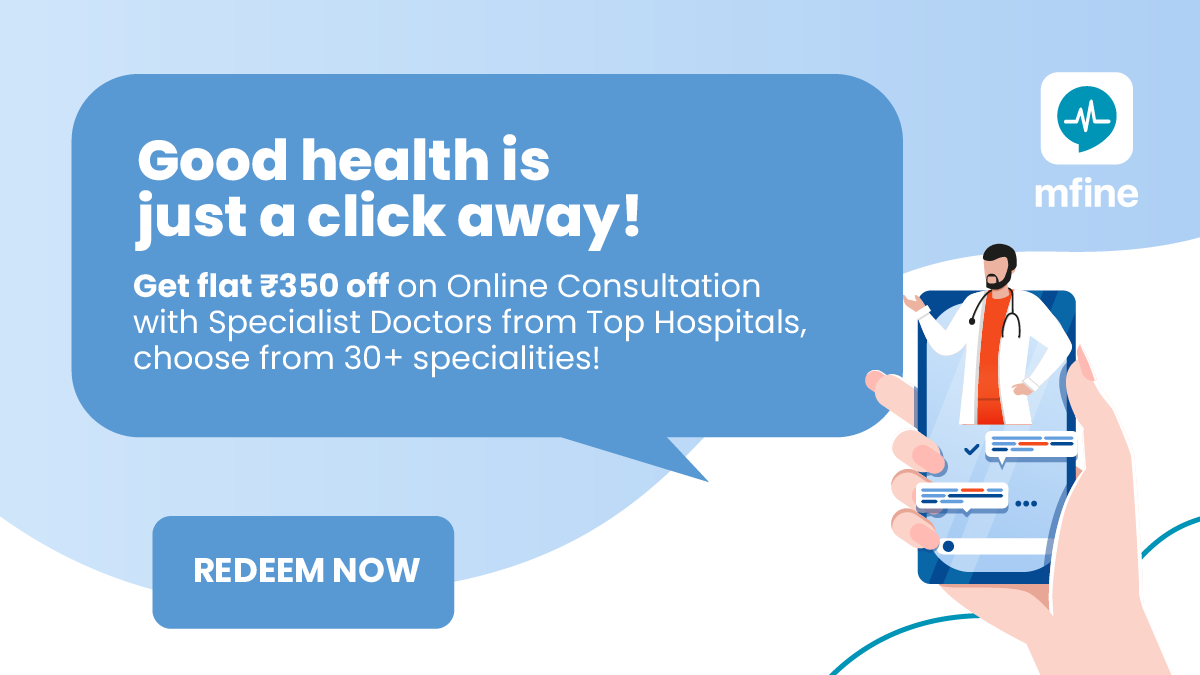 Good health is
just a click away!
Get flat ₹350 off on Online Consultation
with Specialist Doctors from Top Hospitals,
choose from 30+ specialities!
REDEEM NOW
mfine